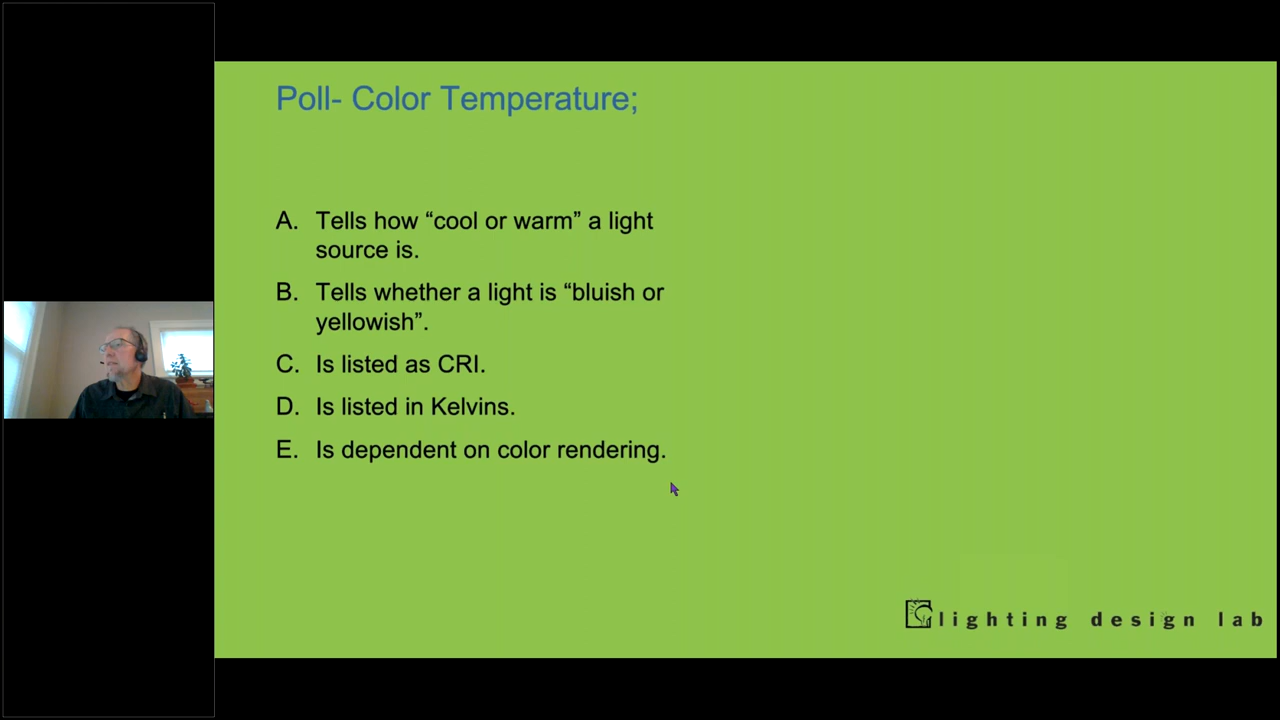 Poll- Color Temperature;
A. Tells how “cool or warm” a light
source is.
B. Tells whether a light is “bluish or
yellowish”.
C. Is listed as CRI.
D. Is listed in Kelvins.
E. Is dependent on color rendering.
lighting design lab